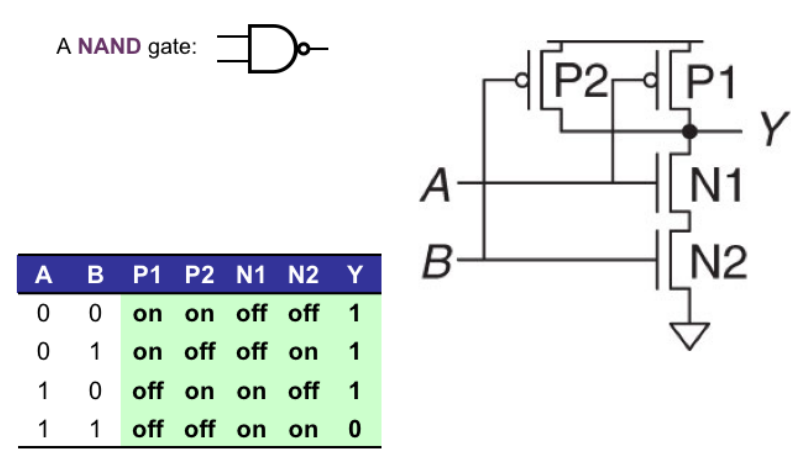 A NAND gate:
P2
P1
Y
A
N1
B
N2
A B P1 P2 N1 N2 Y
0 0 on on off off 1
0 1 on off off on 1
1 0 off on on off 1
1 1 off off on on 0